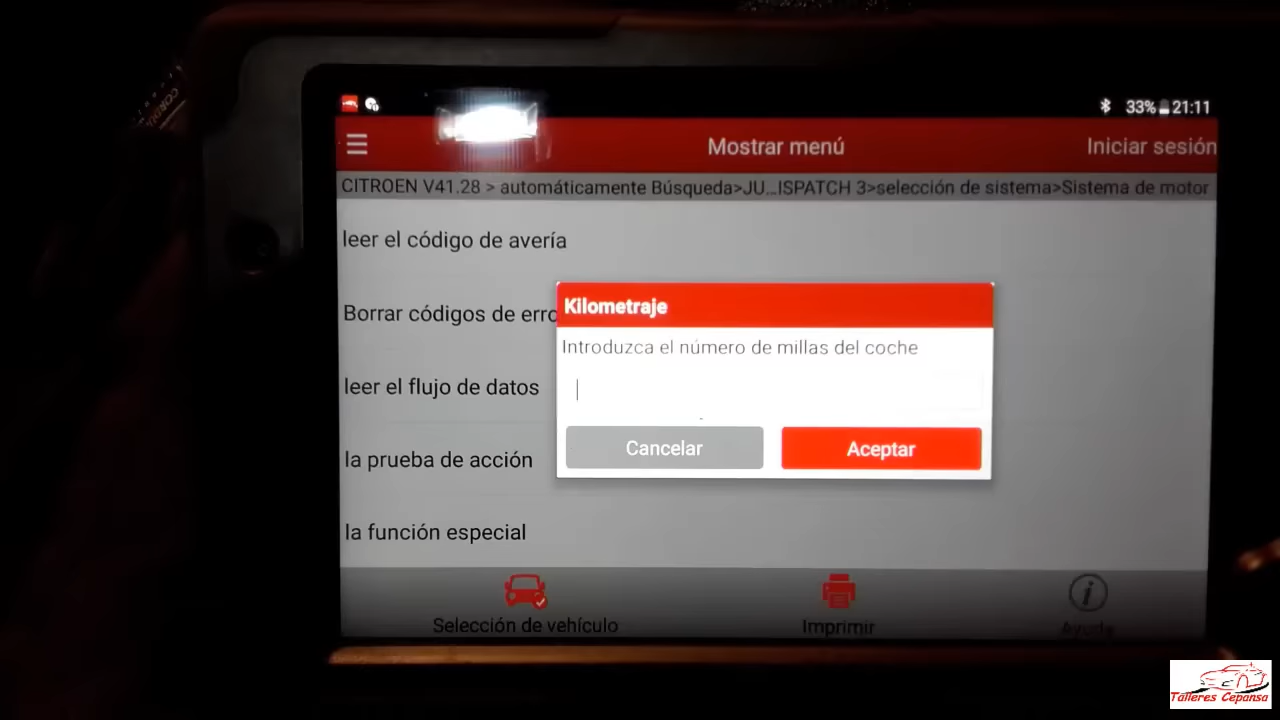 33% 21:11
Mostrar menú
Iniciar sesión
CITROEN V41.28 > automáticamente Búsqueda>JU...ISPATCH 3>selección de sistema>Sistema de motor
leer el código de avería
Borrar códigos de erro
leer el flujo de datos
la prueba de acción
la función especial
Kilometraje
Introduzca el número de millas del coche
Cancelar
Aceptar
Selección de vehículo
Imprimir
Ayuda
Talleres Cepansa